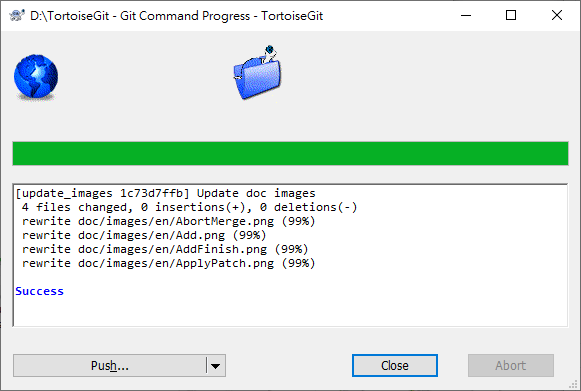 D:\TortoiseGit - Git Command Progress - TortoiseGit
[update_images 1c73d7ffb] Update doc images
4 files changed, 0 insertions(+), 0 deletions(-)
rewrite doc/images/en/AbortMerge.png (99%)
rewrite doc/images/en/Add.png (99%)
rewrite doc/images/en/AddFinish.png (99%)
rewrite doc/images/en/ApplyPatch.png (99%)
Success
Push... Close Abort